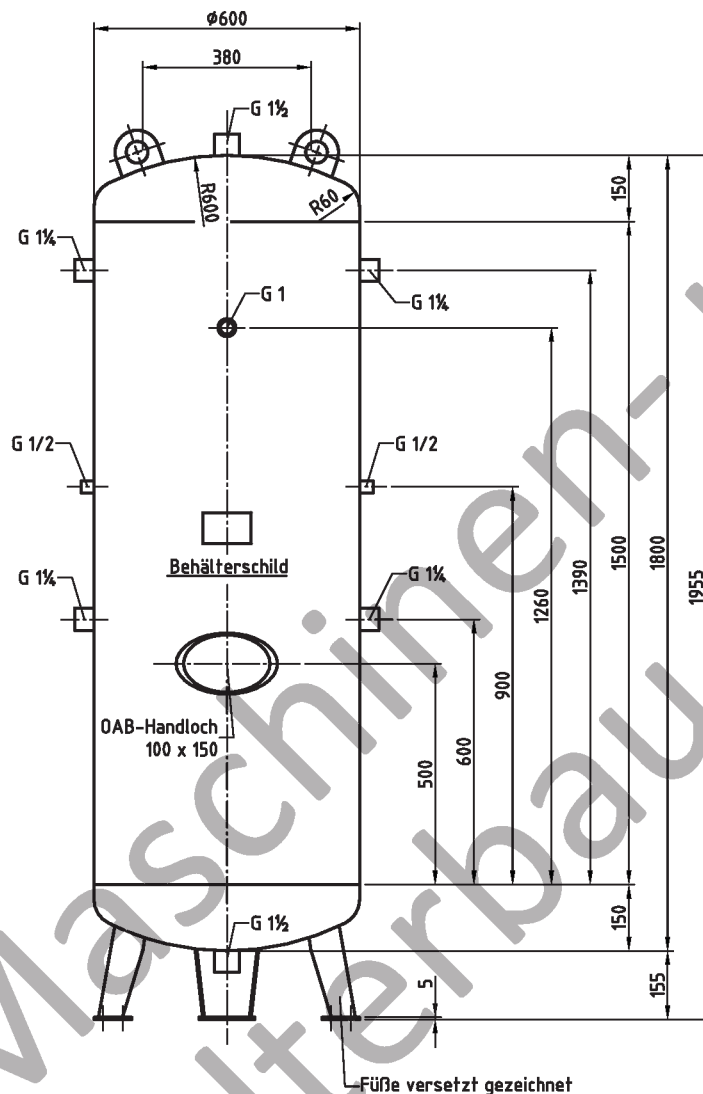 ø600
380
G 1½
R600
R60
150
G 1¼
G 1¼
G 1
G 1/2
G 1/2
Behälterschild
G 1¼
G 1¼
OAB-Handloch
100 x 150
500
600
900
1260
1390
1500
1800
1955
G 1½
150
5
155
Füße versetzt gezeichnet
Maschinen-